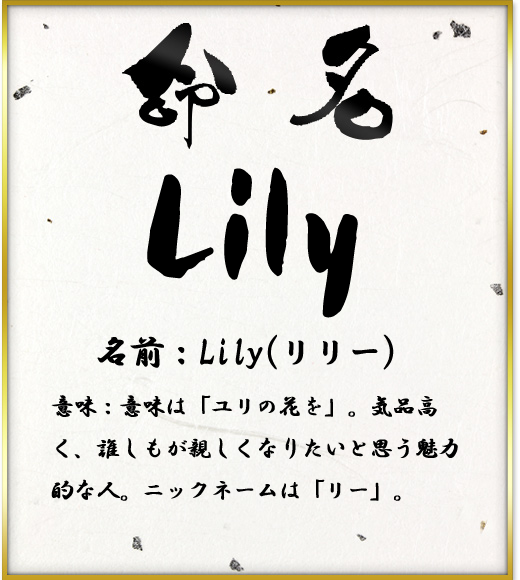 命名
Lily
名前：Lily(リリー)
意味：意味は「ユリの花を」。気品高
く、誰しもが親しくなりたいと思う魅力
的な人。ニックネームは「リー」。